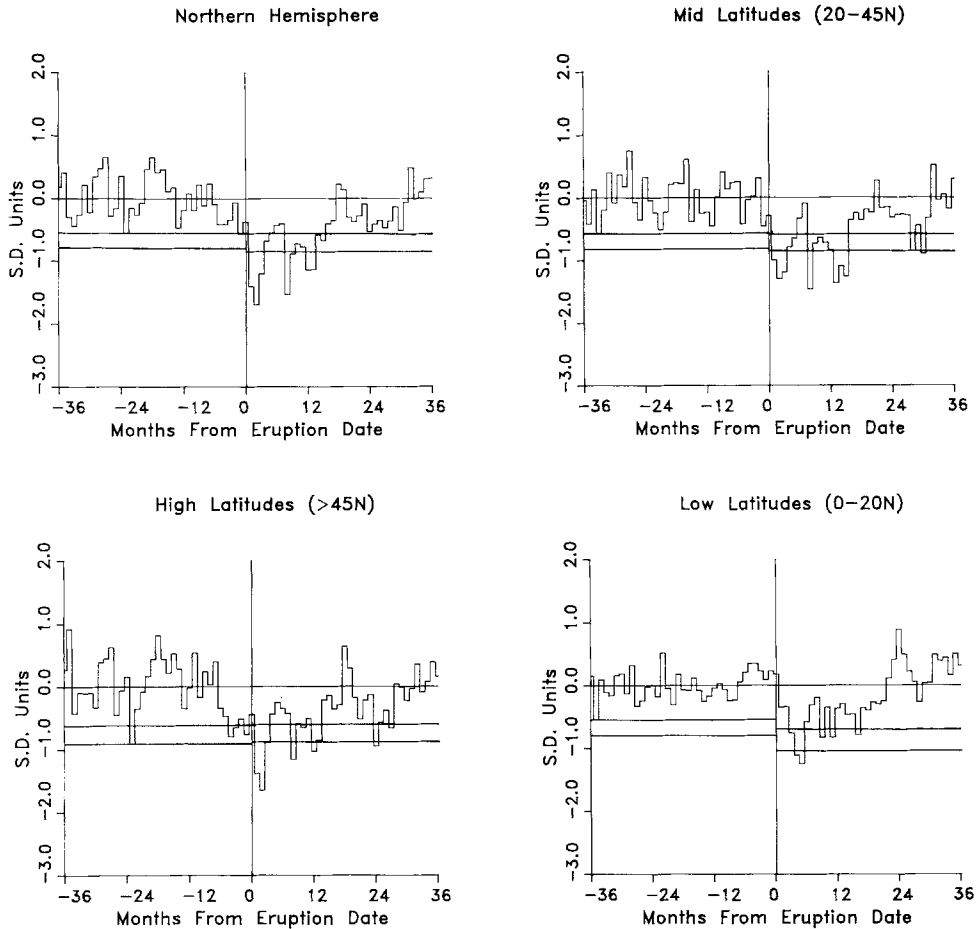 Northern Hemisphere
2.0
1.0
0.0
-1.0
-2.0
-3.0
S.D. Units
-36 -24 -12 0 12 24 36
Months From Eruption Date
Mid Latitudes (20-45N)
2.0
1.0
0.0
-1.0
-2.0
-3.0
S.D. Units
-36 -24 -12 0 12 24 36
Months From Eruption Date
High Latitudes (>45N)
2.0
1.0
0.0
-1.0
-2.0
-3.0
S.D. Units
-36 -24 -12 0 12 24 36
Months From Eruption Date
Low Latitudes (0-20N)
2.0
1.0
0.0
-1.0
-2.0
-3.0
S.D. Units
-36 -24 -12 0 12 24 36
Months From Eruption Date